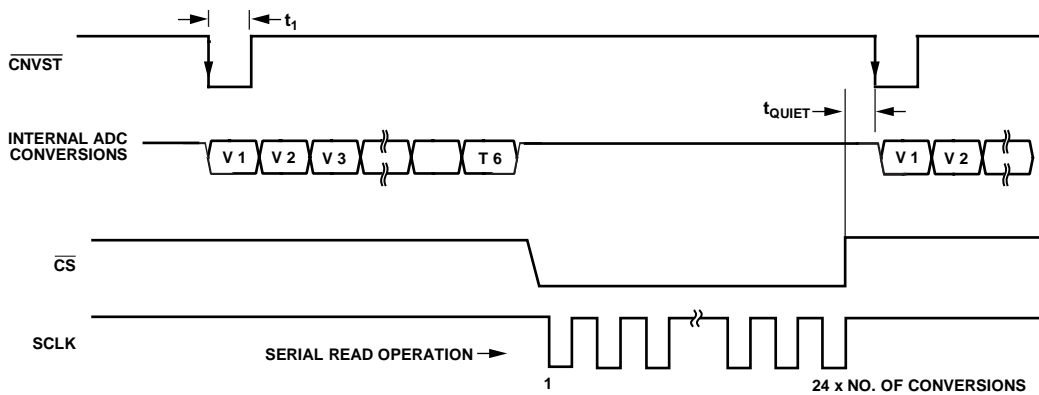 t1
CNVST
tQUIET
INTERNAL ADC
CONVERSIONS
V 1 V 2 V 3 T 6 V 1 V 2
CS
SCLK
SERIAL READ OPERATION
1
24 x NO. OF CONVERSIONS